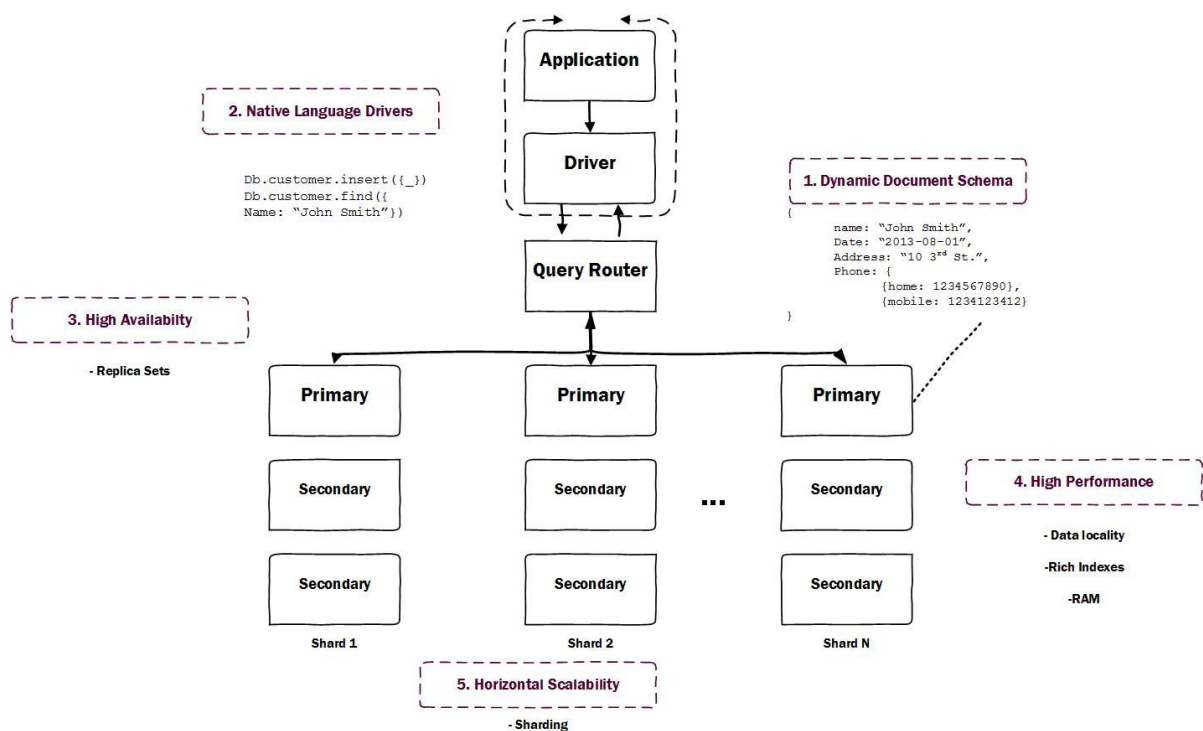 Application
2. Native Language Drivers
Driver
Db.customer.insert({_})
Db.customer.find({
Name: “John Smith”})
1. Dynamic Document Schema
{
name: “John Smith”,
Date: “2013-08-01”,
Address: “10 3rd St.”,
Phone: {
{home: 1234567890},
{mobile: 1234123412}
}
Query Router
3. High Availabilty
- Replica Sets
Primary
Primary
Primary
Secondary
Secondary
...
Secondary
4. High Performance
- Data locality
-Rich Indexes
-RAM
Secondary
Secondary
Secondary
Shard 1
Shard 2
Shard N
5. Horizontal Scalability
- Sharding